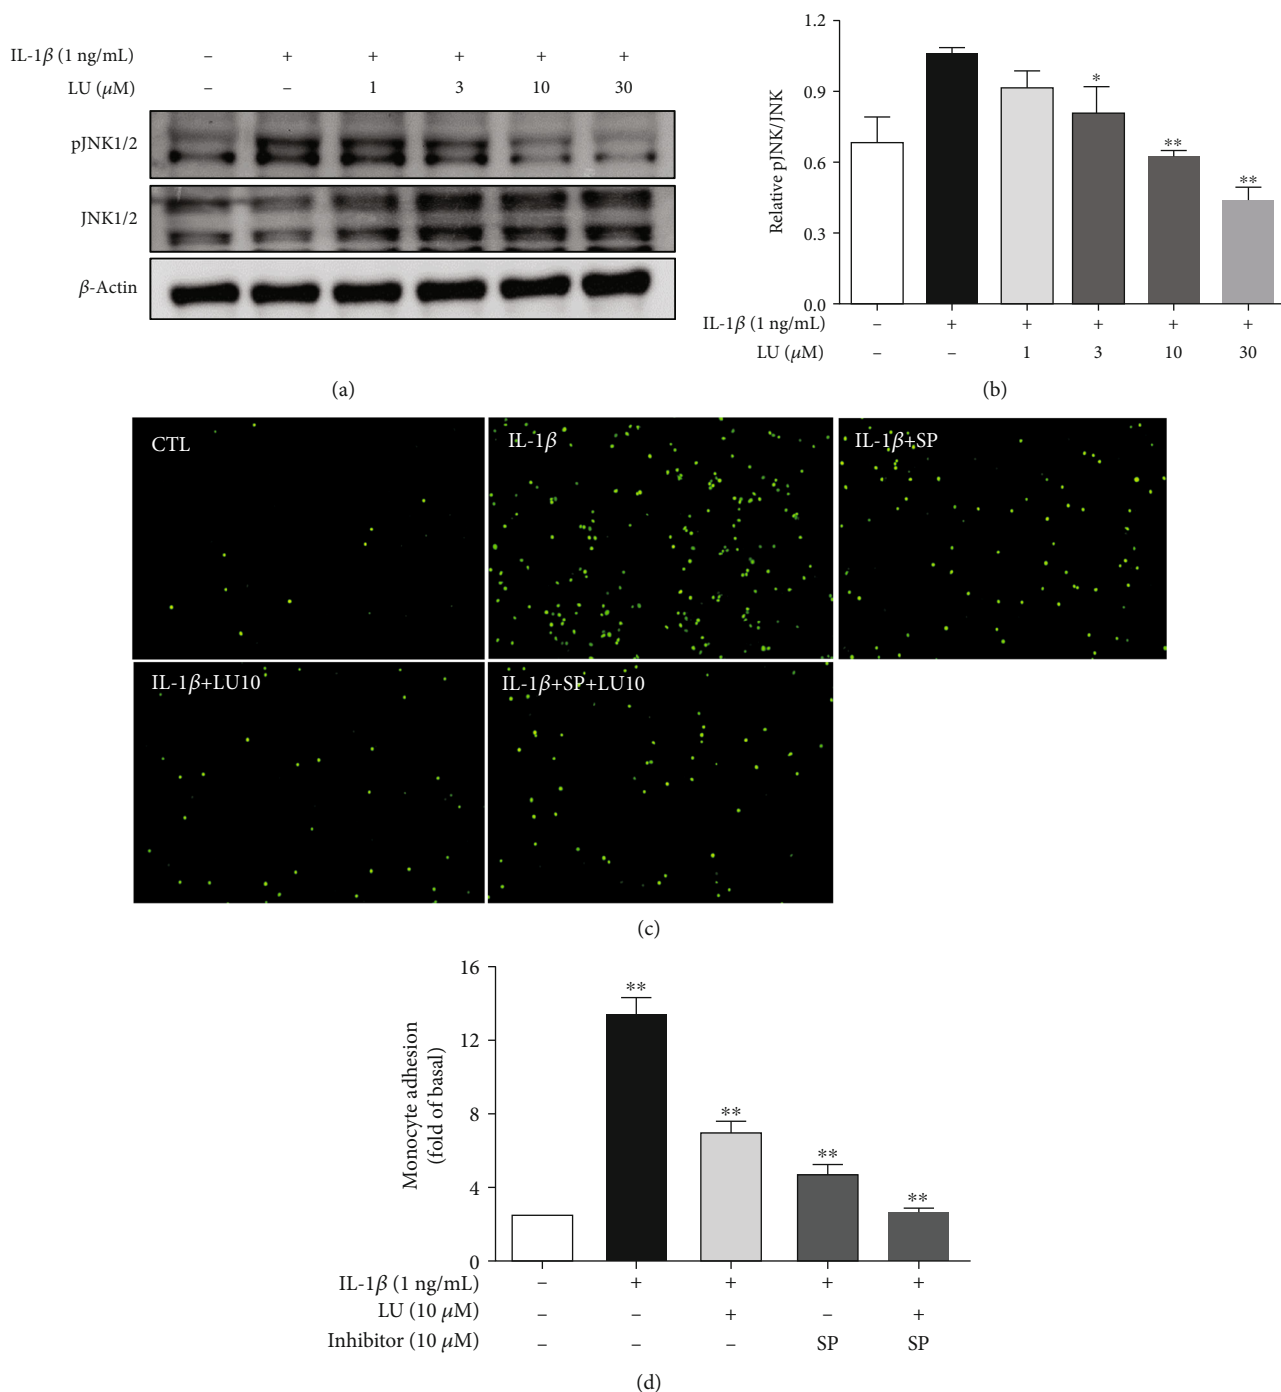 IL-1β (1 ng/mL) – + + + + +
LU (μM) – – 1 3 10 30
pJNK1/2
JNK1/2
β-Actin
(a)
1.2
0.9
0.6
0.3
0.0
Relative pJNK/JNK
*
**
**
IL-1β (1 ng/mL) – + + + + +
LU (μM) – – 1 3 10 30
(b)
CTL
IL-1β
IL-1β+SP
IL-1β+LU10
IL-1β+SP+LU10
(c)
16
12
8
4
0
Monocyte adhesion
(fold of basal)
**
**
**
**
IL-1β (1 ng/mL) – + + + +
LU (10 μM) – – + – +
Inhibitor (10 μM) – – – SP SP
(d)